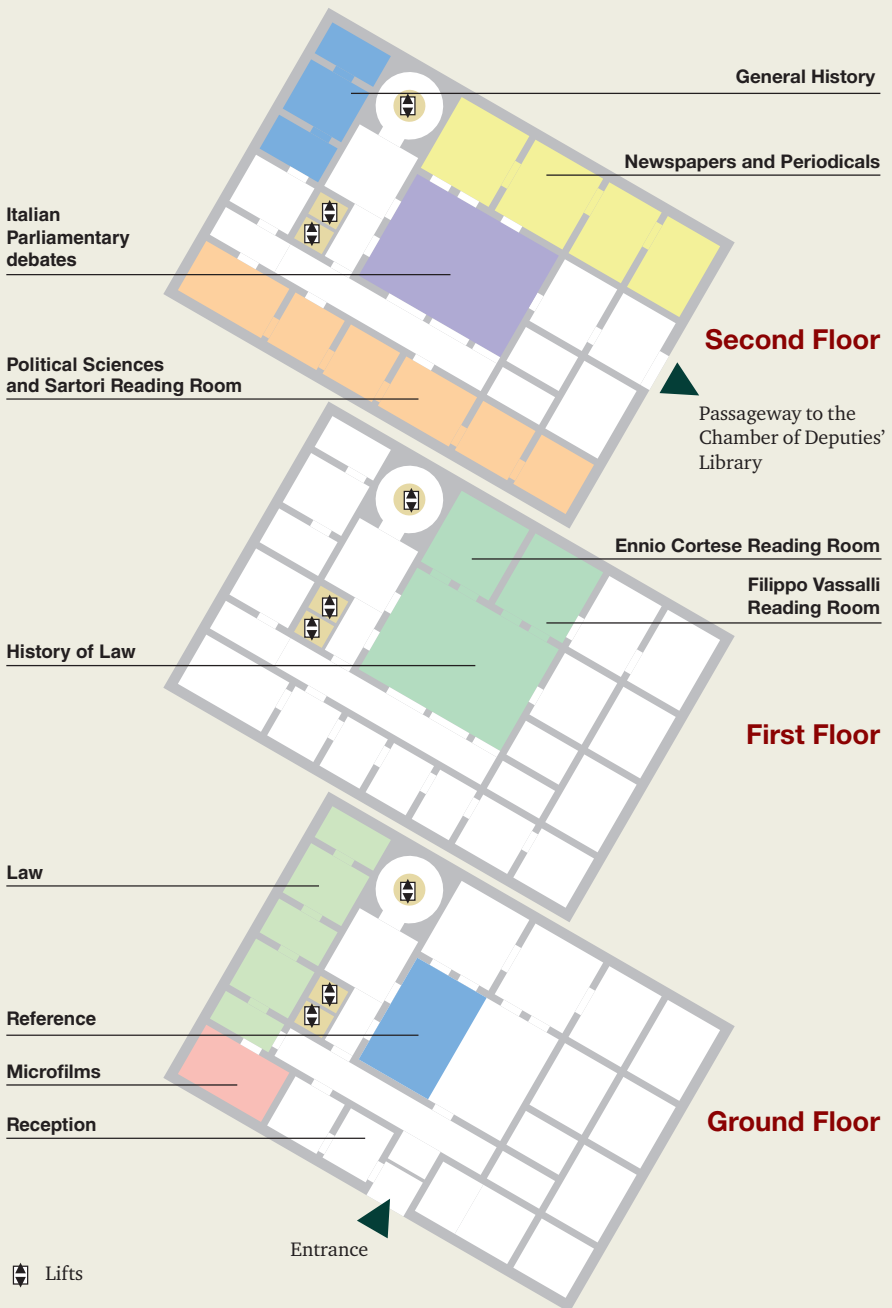 General History
Newspapers and Periodicals
Italian
Parliamentary
debates
Second Floor
Political Sciences
and Sartori Reading Room
Passageway to the
Chamber of Deputies’
Library
Ennio Cortese Reading Room
Filippo Vassalli
Reading Room
History of Law
First Floor
Law
Reference
Microfilms
Reception
Ground Floor
Entrance
Lifts